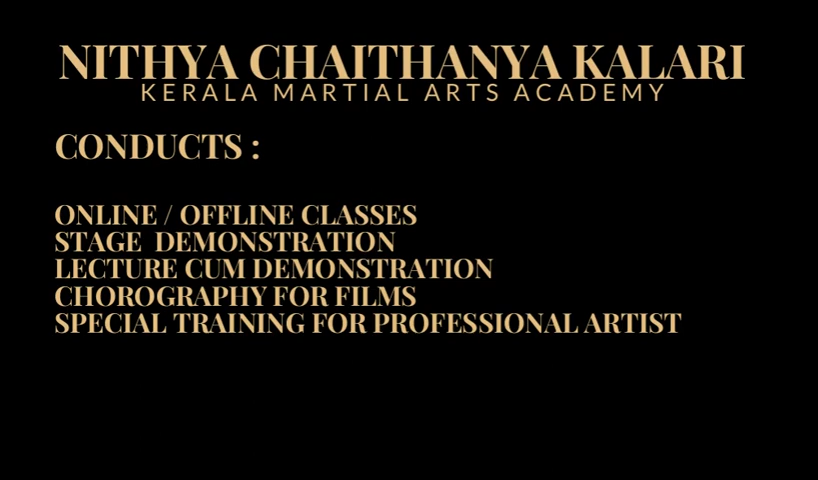 NITHYA CHAITHANYA KALARI
KERALA MARTIAL ARTS ACADEMY
CONDUCTS :
ONLINE / OFFLINE CLASSES
STAGE DEMONSTRATION
LECTURE CUM DEMONSTRATION
CHOROGRAPHY FOR FILMS
SPECIAL TRAINING FOR PROFESSIONAL ARTIST